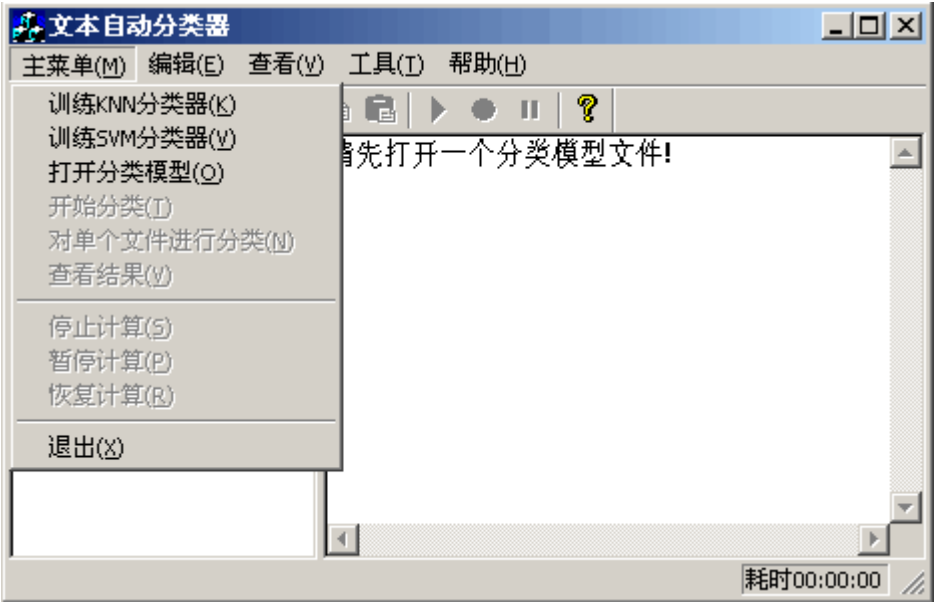 文本自动分类器
主菜单(M) 编辑(E) 查看(V) 工具(T) 帮助(H)
训练KNN分类器(K)
训练SVM分类器(V)
打开分类模型(O)
开始分类(T)
对单个文件进行分类(N)
查看结果(V)
停止计算(S)
暂停计算(P)
恢复计算(R)
退出(X)
请先打开一个分类模型文件!
耗时00:00:00